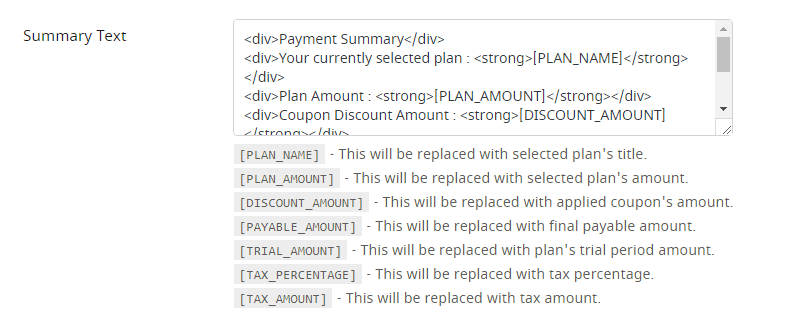 Summary Text
<div>Payment Summary</div>
<div>Your currently selected plan : <strong>[PLAN_NAME]</strong>
</div>
<div>Plan Amount : <strong>[PLAN_AMOUNT]</strong></div>
<div>Coupon Discount Amount : <strong>[DISCOUNT_AMOUNT]
</strong></div>
[PLAN_NAME] - This will be replaced with selected plan's title.
[PLAN_AMOUNT] - This will be replaced with selected plan's amount.
[DISCOUNT_AMOUNT] - This will be replaced with applied coupon's amount.
[PAYABLE_AMOUNT] - This will be replaced with final payable amount.
[TRIAL_AMOUNT] - This will be replaced with plan's trial period amount.
[TAX_PERCENTAGE] - This will be replaced with tax percentage.
[TAX_AMOUNT] - This will be replaced with tax amount.